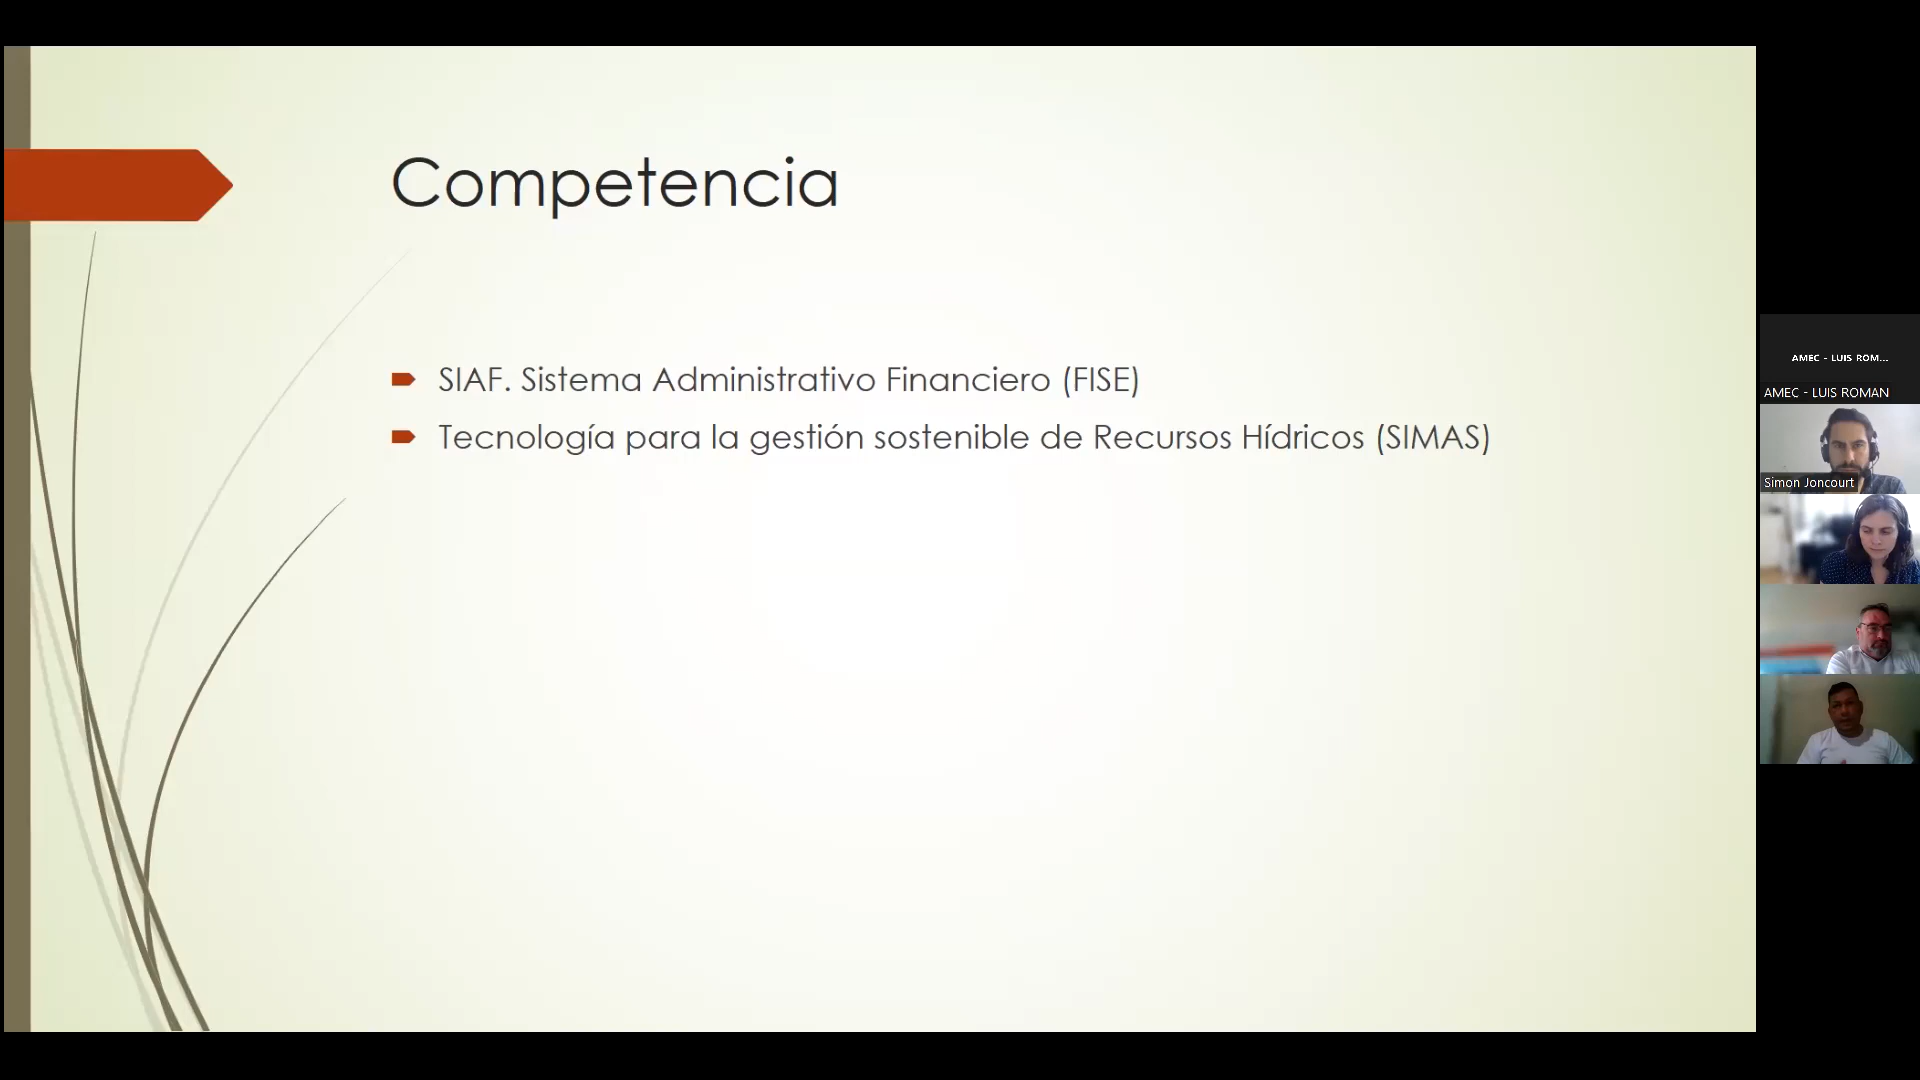 Competencia
SIAF. Sistema Administrativo Financiero (FISE)
Tecnología para la gestión sostenible de Recursos Hídricos (SIMAS)
AMEC - LUIS ROM...
AMEC - LUIS ROMAN
Simon Joncourt